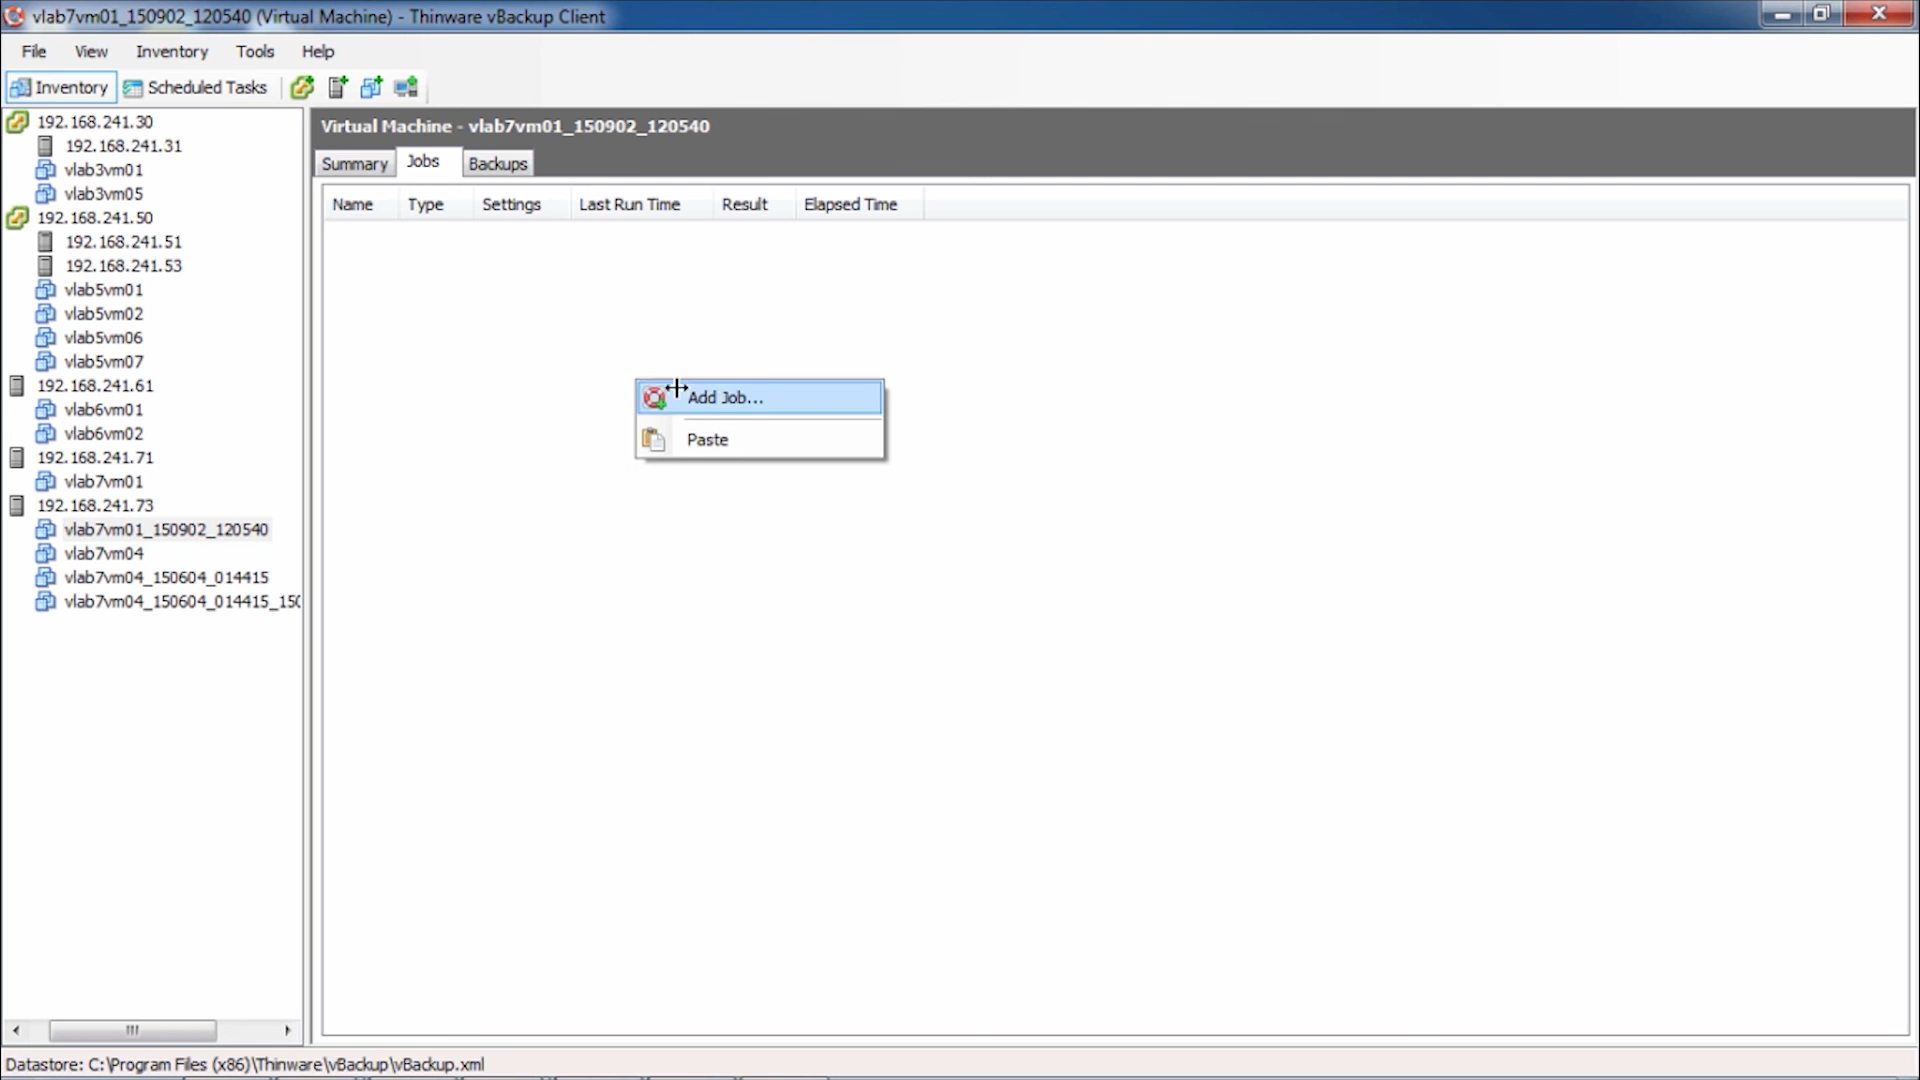 vlab7vm01_150902_120540 (Virtual Machine) - Thinware vBackup Client
File View Inventory Tools Help
Inventory Scheduled Tasks
192.168.241.30
192.168.241.31
vlab3vm01
vlab3vm05
192.168.241.50
192.168.241.51
192.168.241.53
vlab5vm01
vlab5vm02
vlab5vm06
vlab5vm07
192.168.241.61
vlab6vm01
vlab6vm02
192.168.241.71
vlab7vm01
192.168.241.73
vlab7vm01_150902_120540
vlab7vm04
vlab7vm04_150604_014415
vlab7vm04_150604_014415_150
Virtual Machine - vlab7vm01_150902_120540
Summary Jobs Backups
Name Type Settings Last Run Time Result Elapsed Time
Add Job...
Paste
Datastore: C:\Program Files (x86)\Thinware\vBackup\vBackup.xml